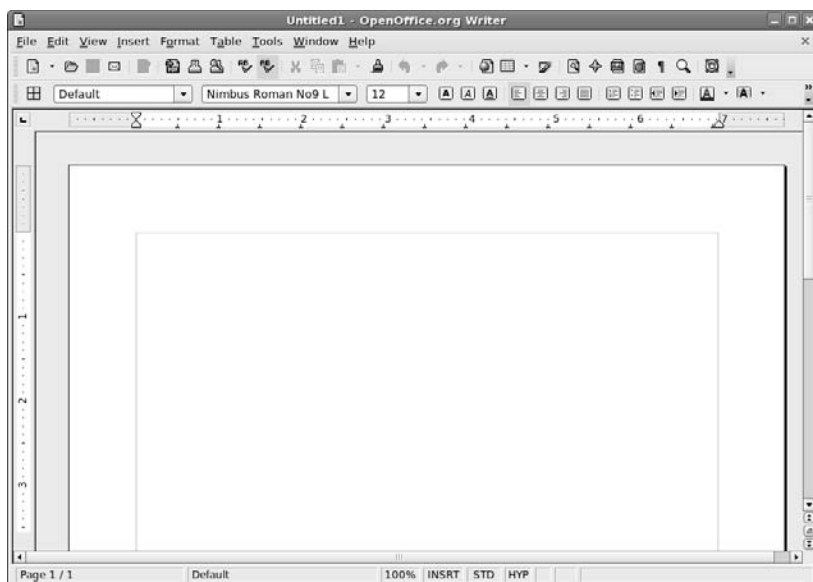 Untitled1 - OpenOffice.org Writer
File Edit View Insert Format Table Tools Window Help
Default Nimbus Roman No9 L 12
1 2 3 4 5 6 7
1
2
3
Page 1 / 1 Default 100% INSRT STD HYP